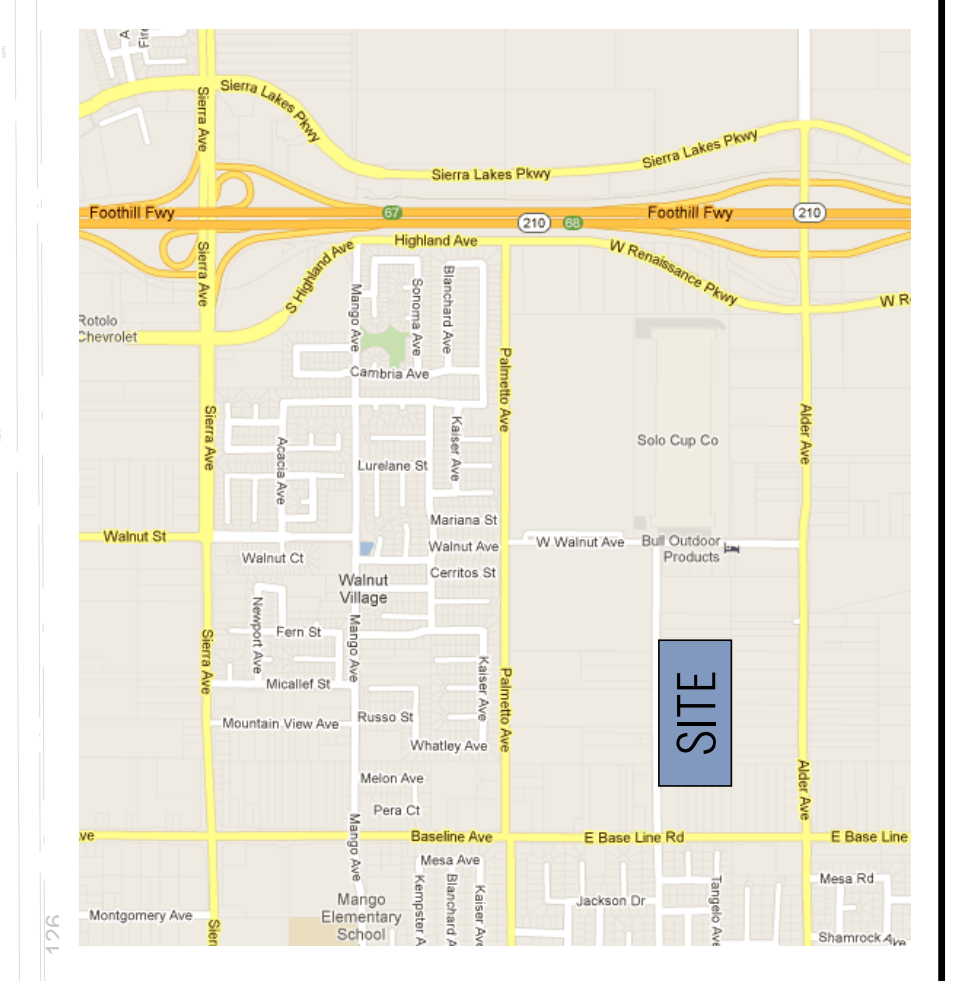 Sierra Lakes Pkwy
Sierra Ave
Sierra Lakes Pkwy
Sierra Lakes Pkwy
Foothill Fwy
67
210
68
Foothill Fwy
210
Sierra Ave
S Highland Ave
Highland Ave
W Renaissance Pkwy
W R
Rotolo
Chevrolet
Mango Ave
Sonoma Ave
Blanchard Ave
Cambria Ave
Palmetto Ave
Sierra Ave
Acacia Ave
Kaiser Ave
Lurelane St
Solo Cup Co
Alder Ave
Mariana St
Walnut St
Walnut Ave
W Walnut Ave
Bull Outdoor
Products
Walnut Ct
Cerritos St
Walnut
Village
Newport Ave
Fern St
Mango Ave
Sierra Ave
Micallef St
Kaiser Ave
Palmetto Ave
SITE
Mountain View Ave
Russo St
Whatley Ave
Melon Ave
Alder Ave
Pera Ct
Mango Ave
ve
Baseline Ave
E Base Line Rd
E Base Line
Mesa Ave
Kempster A
Blanchard A
Kaiser Ave
Jackson Dr
Tangelo Ave
Mesa Rd
Montgomery Ave
Sier
Mango
Elementary
School
Shamrock A
126